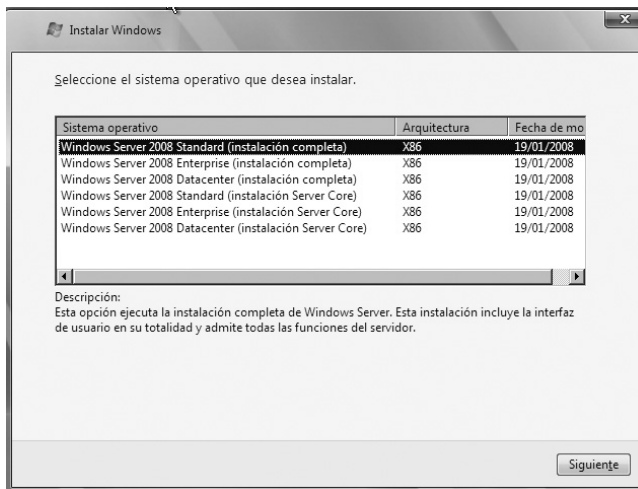 Instalar Windows
Seleccione el sistema operativo que desea instalar.
Sistema operativo Arquitectura Fecha de mo
Windows Server 2008 Standard (instalación completa) X86 19/01/2008
Windows Server 2008 Enterprise (instalación completa) X86 19/01/2008
Windows Server 2008 Datacenter (instalación completa) X86 19/01/2008
Windows Server 2008 Standard (instalación Server Core) X86 19/01/2008
Windows Server 2008 Enterprise (instalación Server Core) X86 19/01/2008
Windows Server 2008 Datacenter (instalación Server Core) X86 19/01/2008
Descripción:
Esta opción ejecuta la instalación completa de Windows Server. Esta instalación incluye la interfaz
de usuario en su totalidad y admite todas las funciones del servidor.
Siguiente